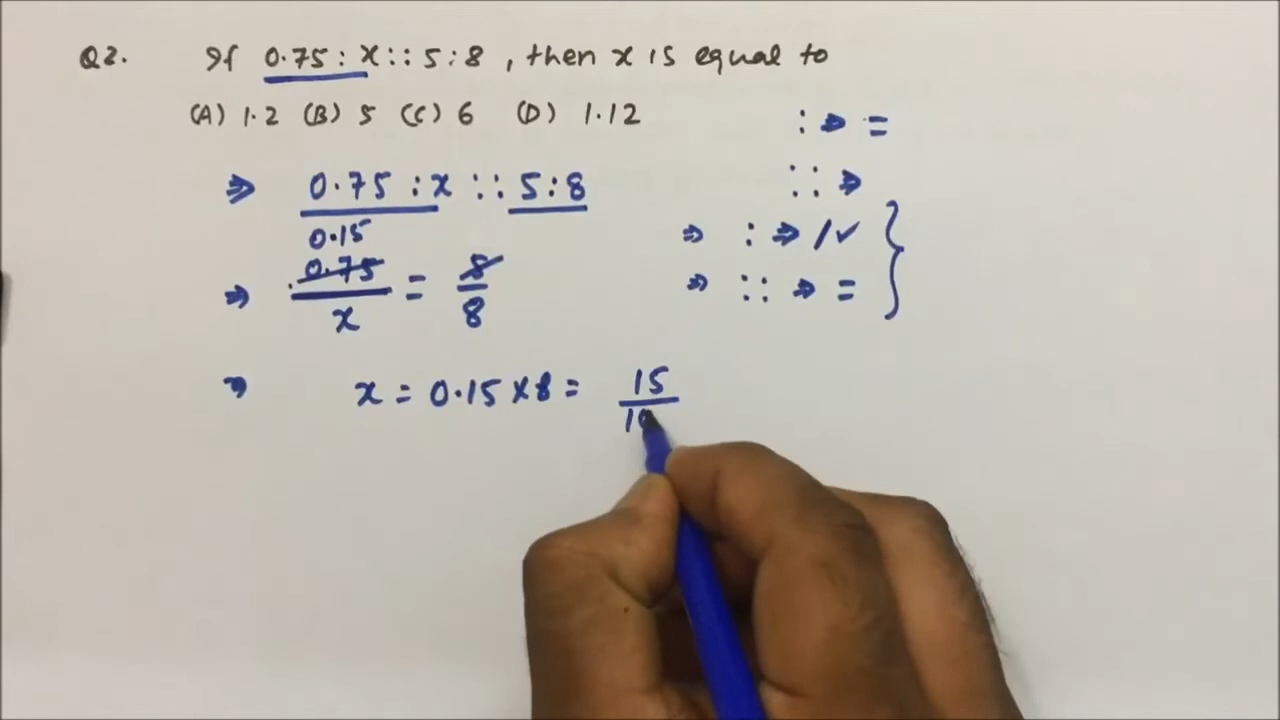 Q2. If 0.75 : x :: 5 : 8 , then x is equal to
(A) 1.2 (B) 5 (C) 6 (D) 1.12
: ⇒ =
⇒ 0.75 : x :: 5 : 8
:: ⇒
0.15
⇒ : ⇒ / ✓
⇒ 0.75/x = 5/8
⇒ :: ⇒ =
⇒ x = 0.15 × 8 = 15/10